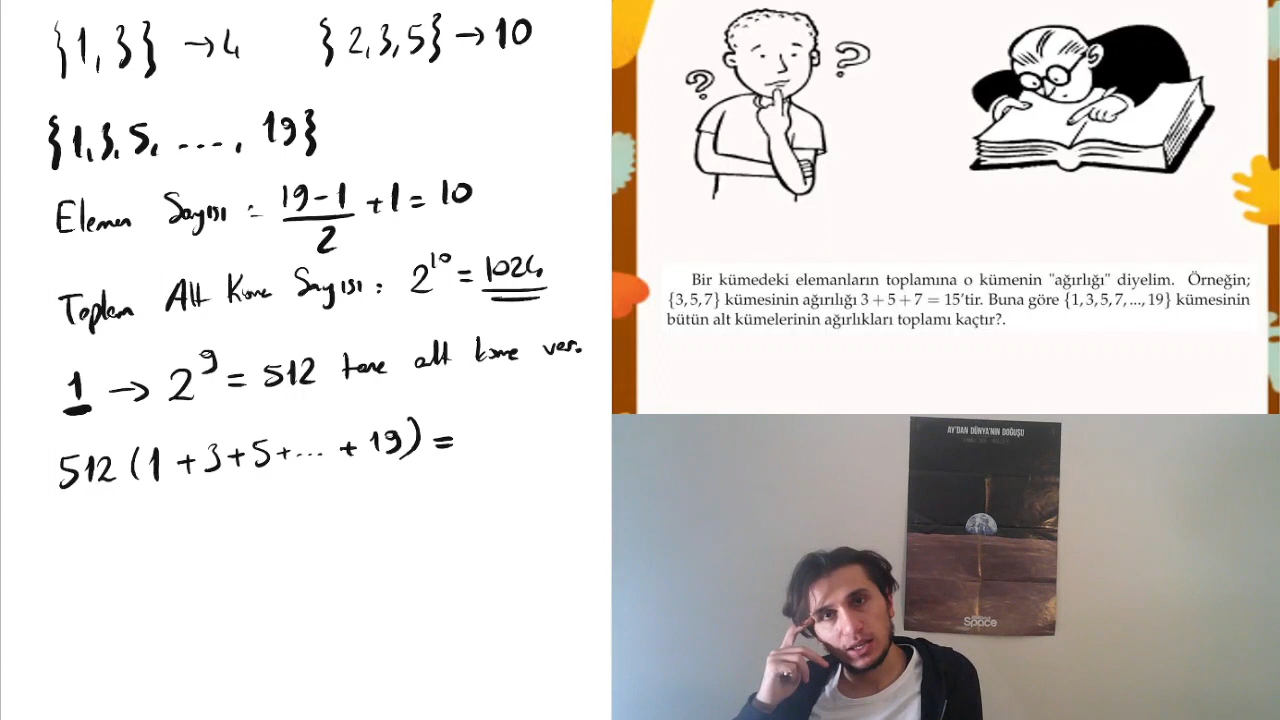 {1, 3} → 4 {2, 3, 5} → 10
{1, 3, 5, ...., 19}
Elemen Sayısı = 19-1/2 + 1 = 10
Toplam Alt Küme Sayısı : 2^10 = 1024
1 → 2^9 = 512 tane alt küme var.
512 (1 + 3 + 5 + ... + 19) =
? ?
Bir kümedeki elemanların toplamına o kümenin "ağırlığı" diyelim. Örneğin;
{3, 5, 7} kümesinin ağırılığı 3 + 5 + 7 = 15'tir. Buna göre {1, 3, 5, 7, ..., 19} kümesinin
bütün alt kümelerinin ağırlıkları toplamı kaçtır?.
AY'DAN DÜNYA'NIN DOĞUŞU
Space